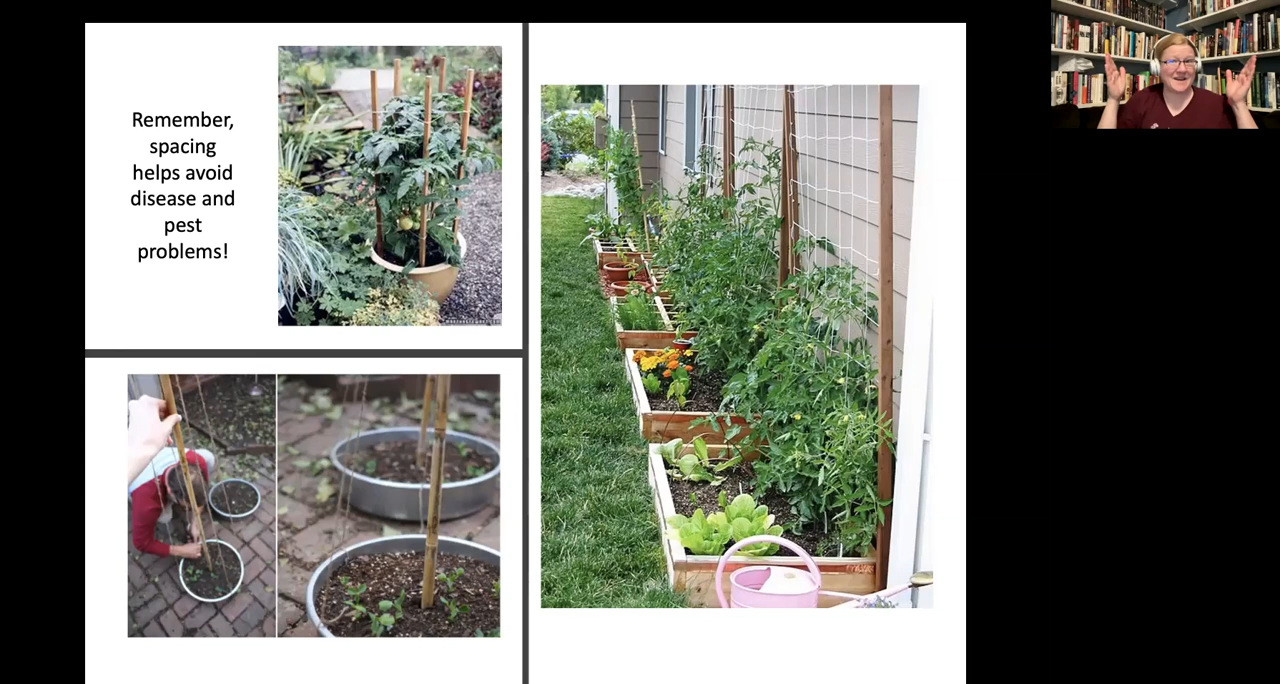 Remember,
spacing
helps avoid
disease and
pest
problems!